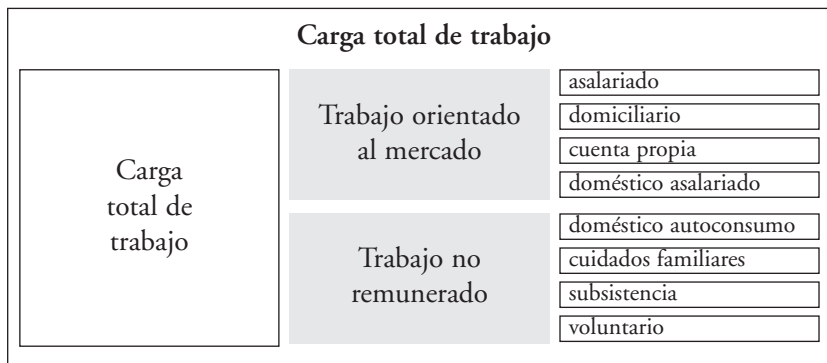 Carga total de trabajo
Carga
total de
trabajo
Trabajo orientado
al mercado
asalariado
domiciliario
cuenta propia
doméstico asalariado
Trabajo no
remunerado
doméstico autoconsumo
cuidados familiares
subsistencia
voluntario